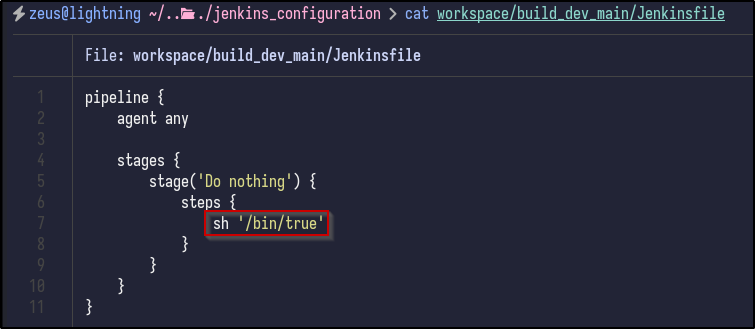 zeus@lightning ~/.../jenkins_configuration > cat workspace/build_dev_main/Jenkinsfile
File: workspace/build_dev_main/Jenkinsfile
1 pipeline {
2     agent any
3
4     stages {
5         stage('Do nothing') {
6             steps {
7                 sh '/bin/true'
8             }
9         }
10     }
11 }